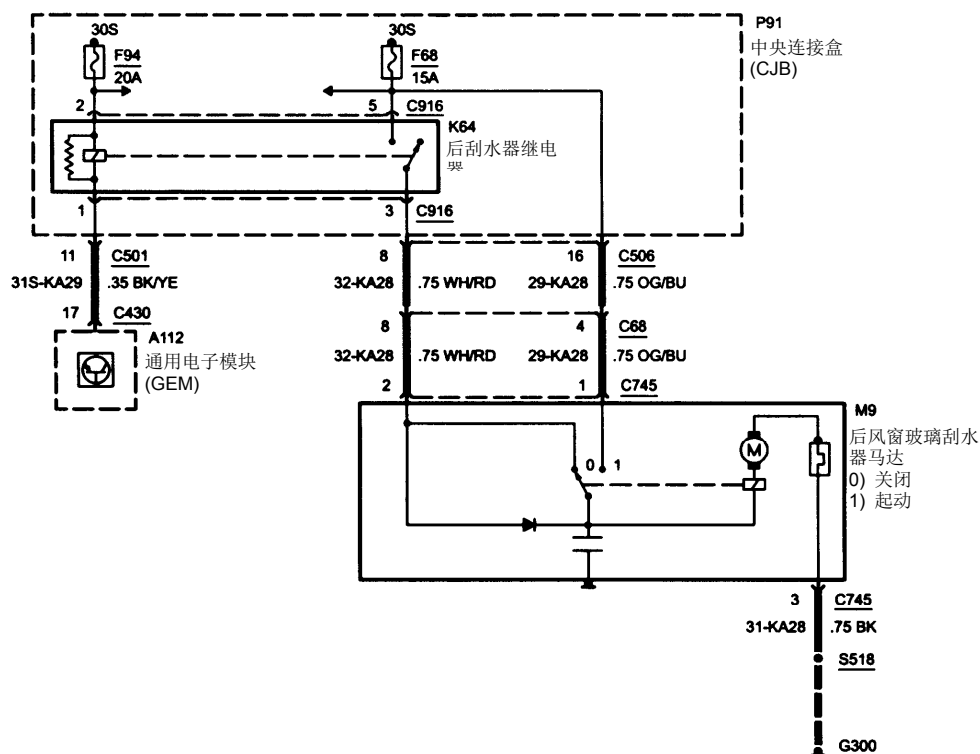 30S
30S
P91
中央连接盒
(CJB)
F94
20A
F68
15A
2
5
C916
K64
后刮水器继电
器
1
3
C916
11
C501
8
16
C506
31S-KA29
.35 BK/YE
32-KA28
.75 WH/RD
29-KA28
.75 OG/BU
17
C430
8
4
C68
A112
通用电子模块
(GEM)
32-KA28
.75 WH/RD
29-KA28
.75 OG/BU
2
1
C745
M9
后风窗玻璃刮水
器马达
0) 关闭
1) 起动
M
0
1
3
C745
31-KA28
.75 BK
S518
G300